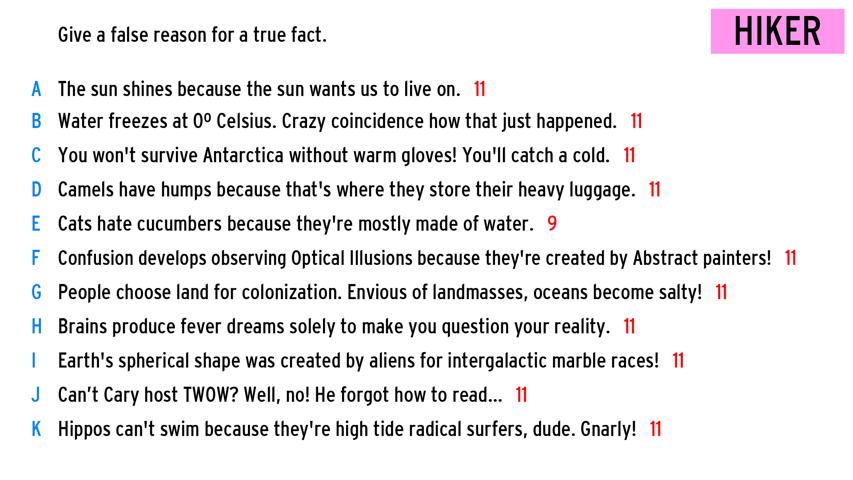 HIKER
Give a false reason for a true fact.
A The sun shines because the sun wants us to live on. 11
B Water freezes at 0º Celsius. Crazy coincidence how that just happened. 11
C You won't survive Antarctica without warm gloves! You'll catch a cold. 11
D Camels have humps because that's where they store their heavy luggage. 11
E Cats hate cucumbers because they're mostly made of water. 9
F Confusion develops observing Optical Illusions because they're created by Abstract painters! 11
G People choose land for colonization. Envious of landmasses, oceans become salty! 11
H Brains produce fever dreams solely to make you question your reality. 11
I Earth's spherical shape was created by aliens for intergalactic marble races! 11
J Can’t Cary host TWOW? Well, no! He forgot how to read... 11
K Hippos can't swim because they're high tide radical surfers, dude. Gnarly! 11